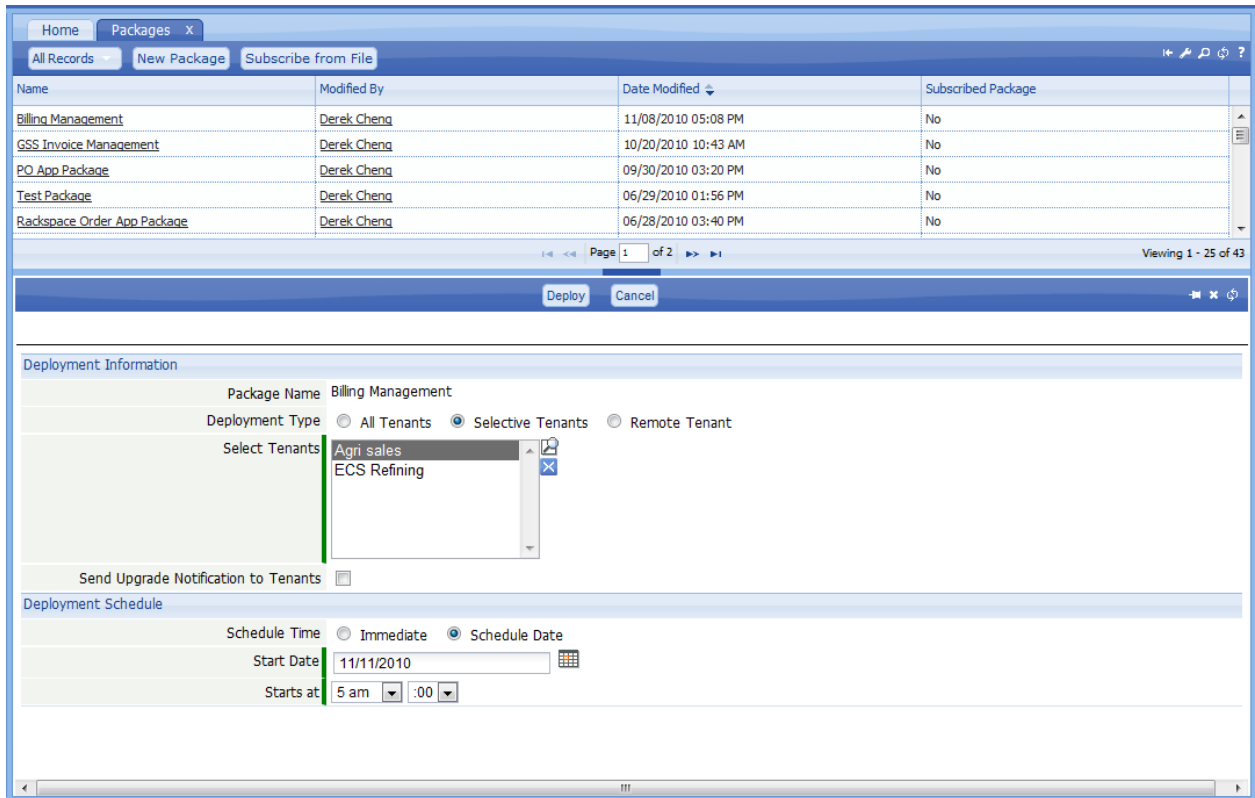 Home Packages X
All Records New Package Subscribe from File ?
Name Modified By Date Modified Subscribed Package
Billing Management Derek Cheng 11/08/2010 05:08 PM No
GSS Invoice Management Derek Cheng 10/20/2010 10:43 AM No
PO App Package Derek Cheng 09/30/2010 03:20 PM No
Test Package Derek Cheng 06/29/2010 01:56 PM No
Rackspace Order App Package Derek Cheng 06/28/2010 03:40 PM No
Page 1 of 2 Viewing 1 - 25 of 43
Deploy Cancel
Deployment Information
Package Name Billing Management
Deployment Type All Tenants Selective Tenants Remote Tenant
Select Tenants Agri sales
ECS Refining
Send Upgrade Notification to Tenants
Deployment Schedule
Schedule Time Immediate Schedule Date
Start Date 11/11/2010
Starts at 5 am :00